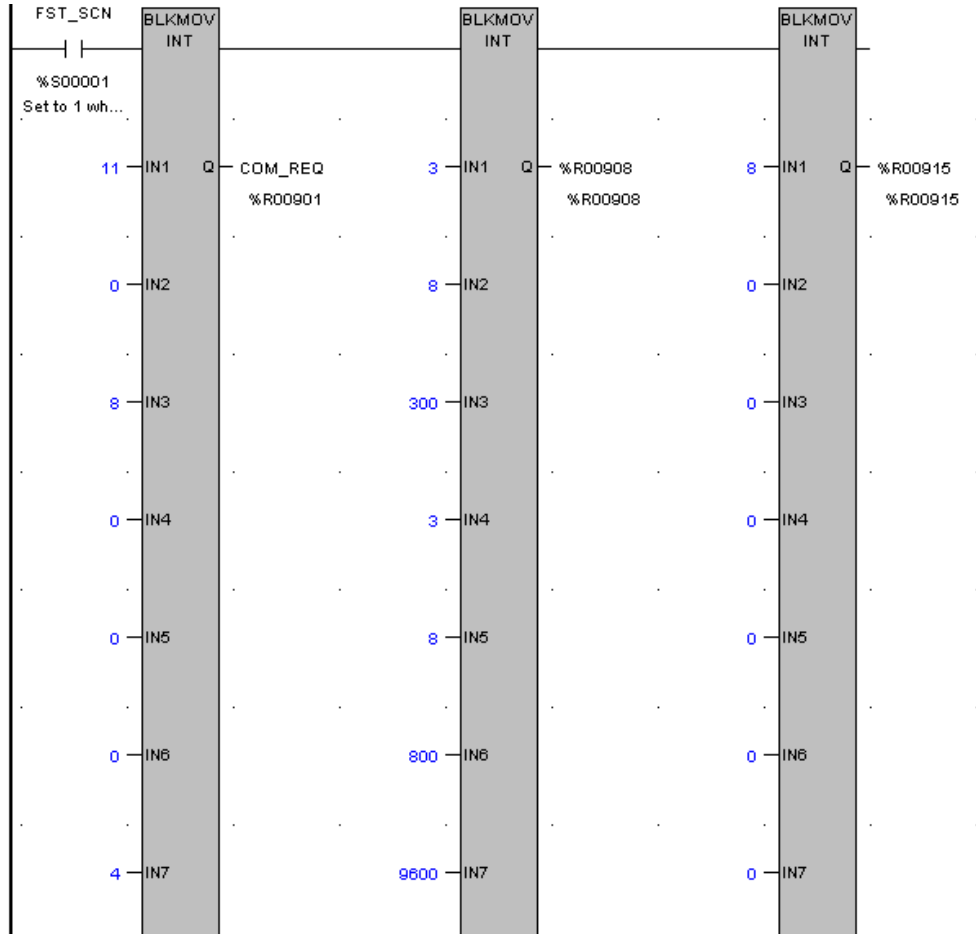 FST_SCN
BLKMOV BLKMOV BLKMOV
INT INT INT
%S00001
Set to 1 wh...
11 IN1 Q COM_REQ 3 IN1 Q %R00908 8 IN1 Q %R00915
%R00901 %R00908 %R00915
0 IN2 8 IN2 0 IN2
8 IN3 300 IN3 0 IN3
0 IN4 3 IN4 0 IN4
0 IN5 8 IN5 0 IN5
0 IN6 800 IN6 0 IN6
4 IN7 9600 IN7 0 IN7